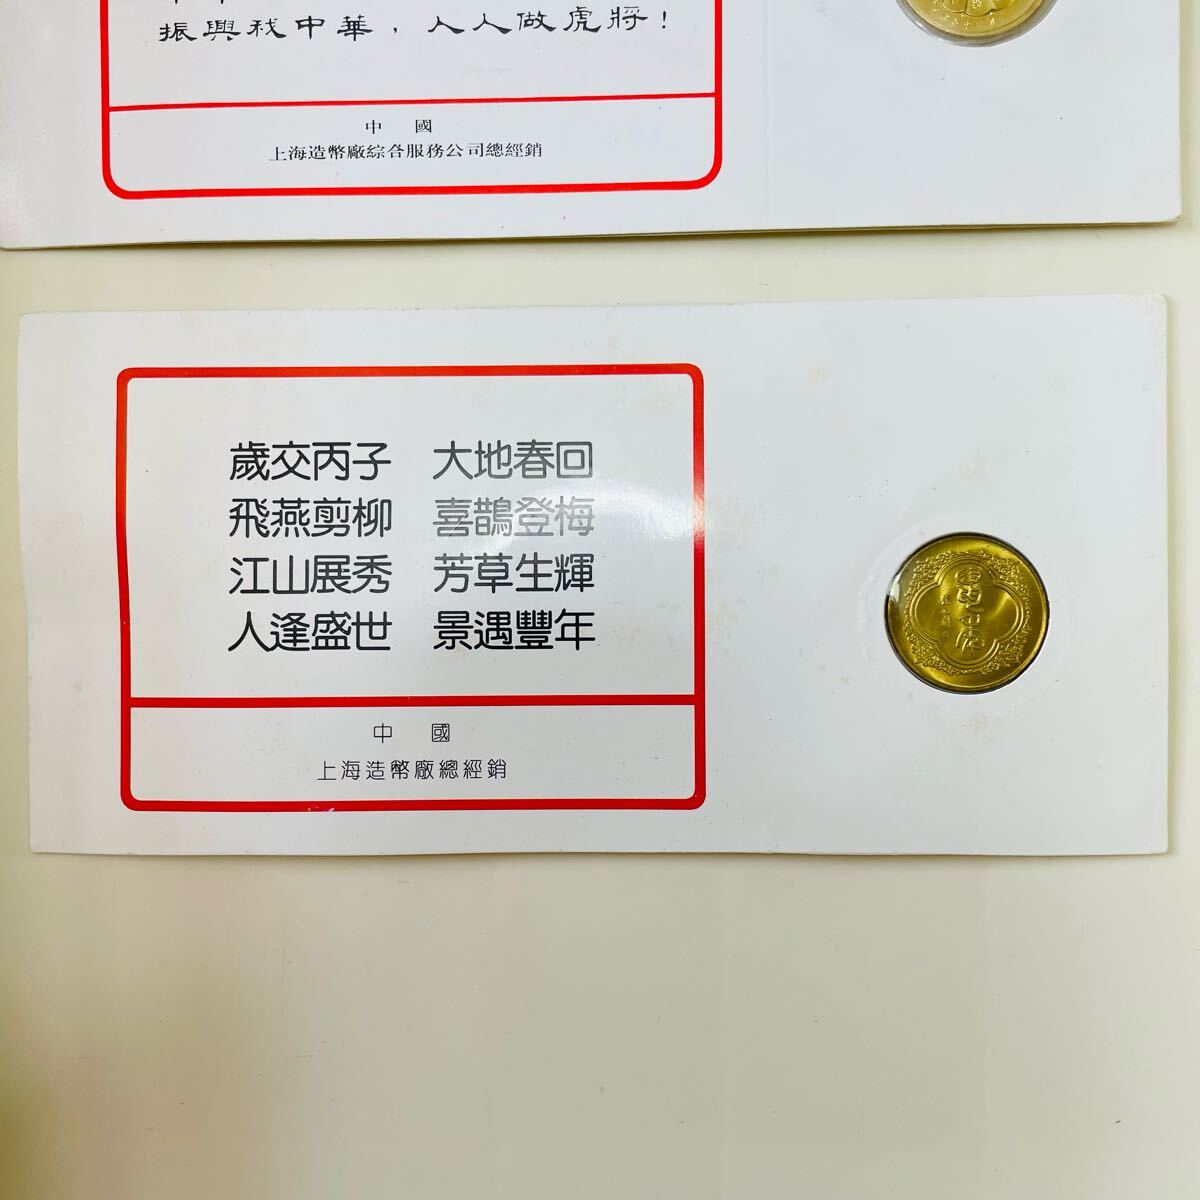 振興我中華，人人做虎將！
中 國
上海造幣廠綜合服務公司總經銷
歲交丙子 大地春回
飛燕剪柳 喜鵲登梅
江山展秀 芳草生輝
人逢盛世 景遇豐年
中 國
上海造幣廠總經銷